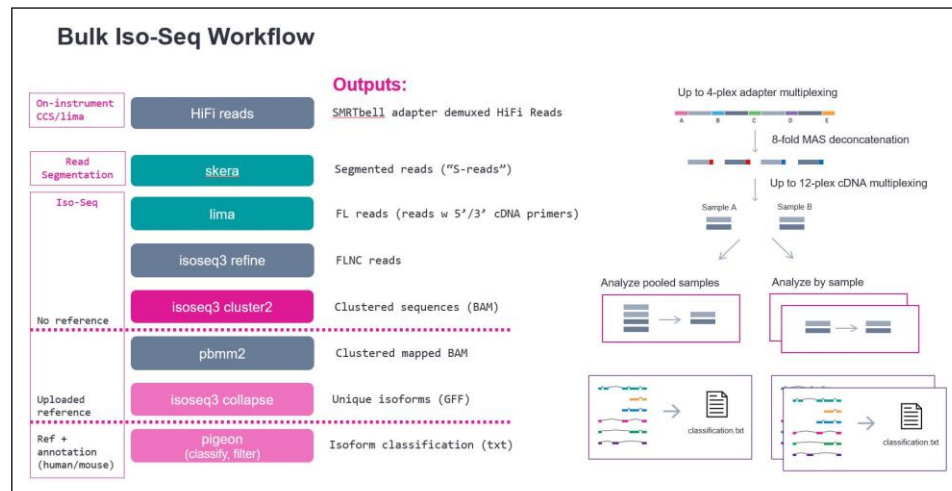 Bulk Iso-Seq Workflow
Outputs:
On-instrument
CCS/lima
HiFi reads
SMRTbell adapter demuxed HiFi Reads
Read
Segmentation
skera
Segmented reads ("S-reads")
Iso-Seq
lima
FL reads (reads w 5'/3' cDNA primers)
isoseq3 refine
FLNC reads
isoseq3 cluster2
Clustered sequences (BAM)
No reference
pbmm2
Clustered mapped BAM
isoseq3 collapse
Unique isoforms (GFF)
Uploaded
reference
Ref +
annotation
(human/mouse)
pigeon
(classify, filter)
Isoform classification (txt)
Up to 4-plex adapter multiplexing
A B C D E
8-fold MAS deconcatenation
Up to 12-plex cDNA multiplexing
Sample A
Sample B
Analyze pooled samples
Analyze by sample
classification.txt
classification.txt